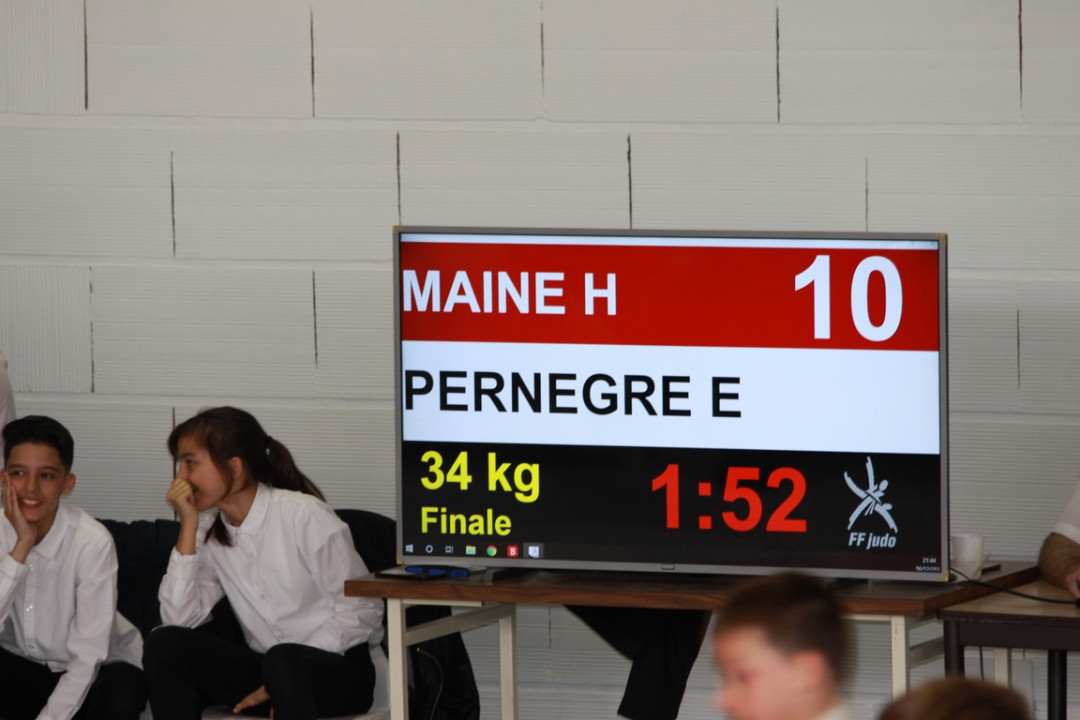 MAINE H 10
PERNEGRE E
34 kg 1:52
Finale
FF judo